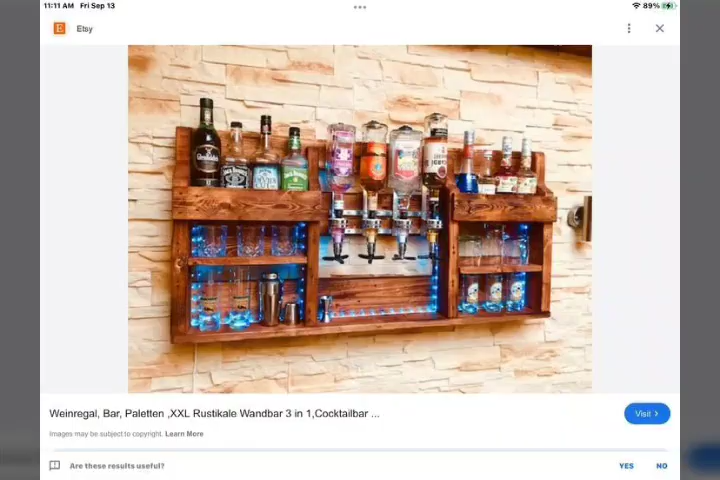 11:11 AM Fri Sep 13
89%
Etsy
Weinregal, Bar, Paletten ,XXL Rustikale Wandbar 3 in 1,Cocktailbar ...
Visit
Images may be subject to copyright. Learn More
Are these results useful?
YES
NO